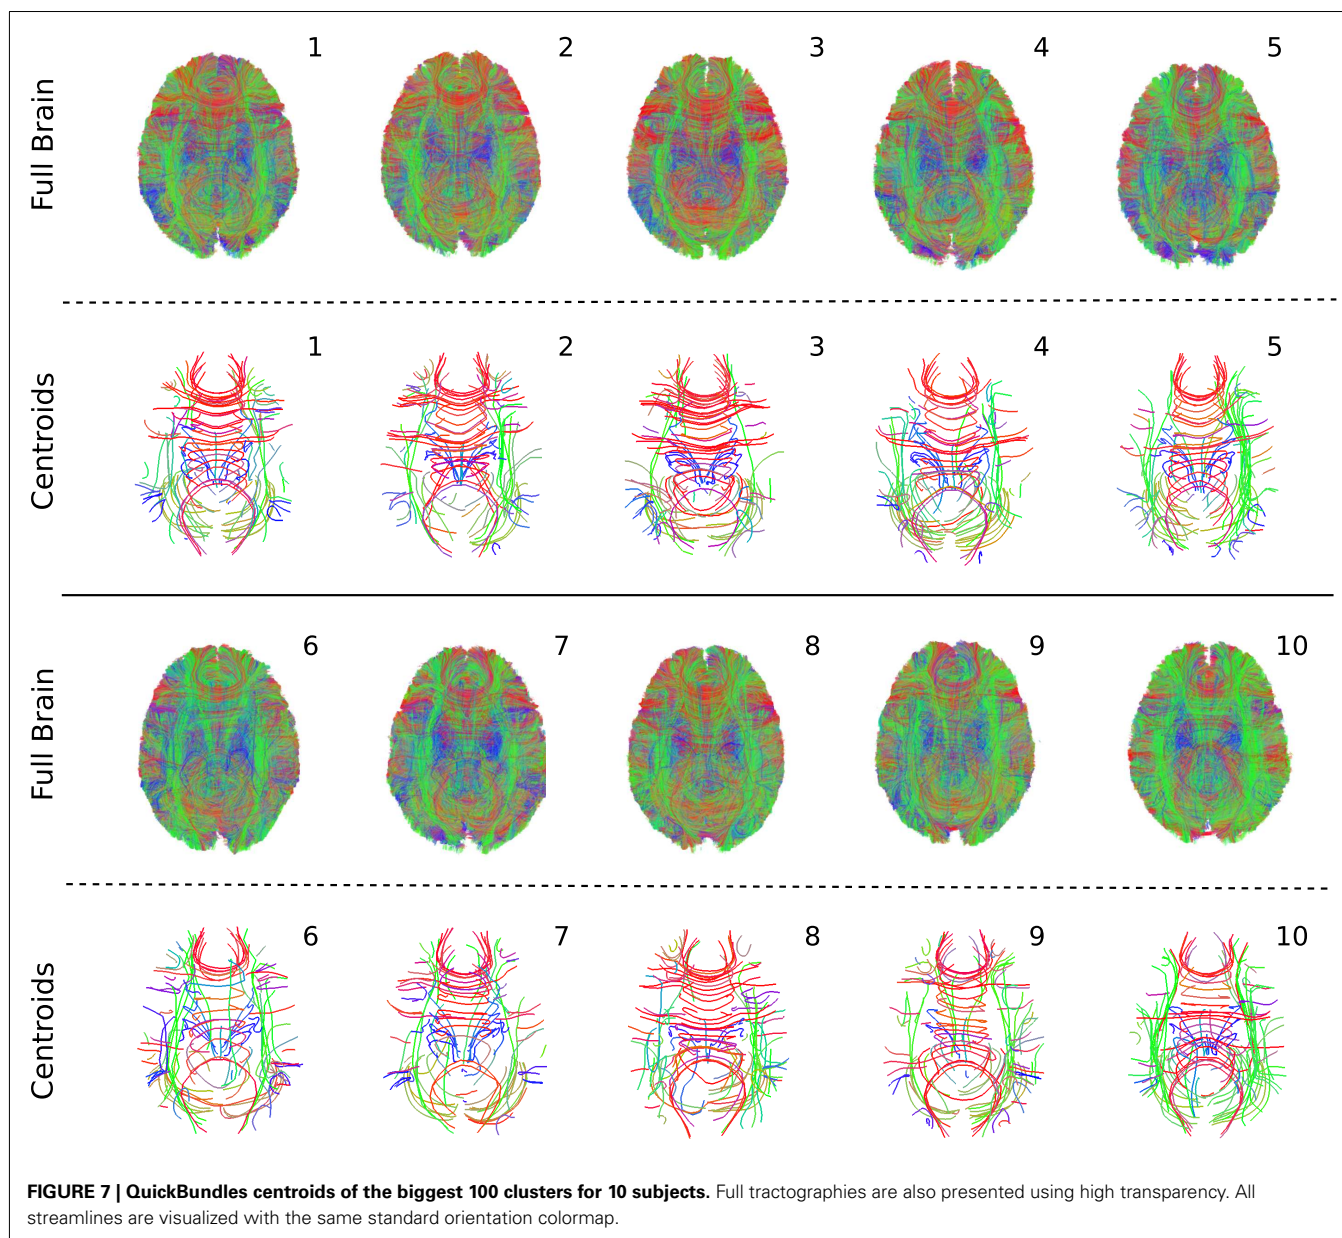 1 2 3 4 5
Full Brain
1 2 3 4 5
Centroids
6 7 8 9 10
Full Brain
6 7 8 9 10
Centroids
FIGURE 7 | QuickBundles centroids of the biggest 100 clusters for 10 subjects. Full tractographies are also presented using high transparency. All
streamlines are visualized with the same standard orientation colormap.